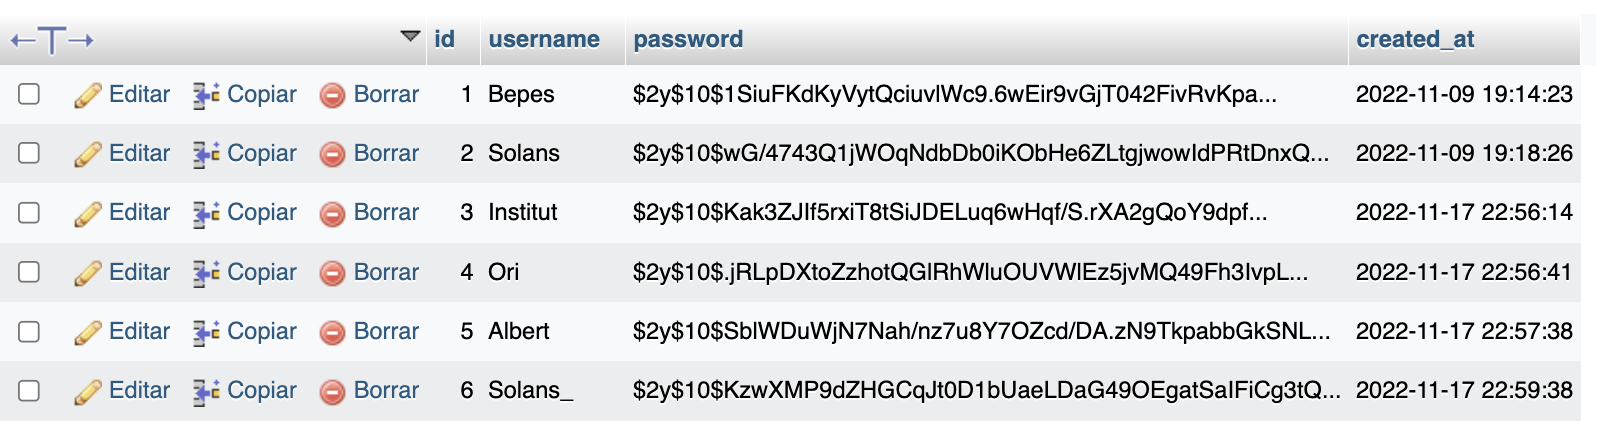 id username password created_at
Editar Copiar Borrar 1 Bepes $2y$10$1SiuFKdKyVytQciuvlWc9.6wEir9vGjT042FivRvKpa... 2022-11-09 19:14:23
Editar Copiar Borrar 2 Solans $2y$10$wG/4743Q1jWOqNdbDb0iKObHe6ZLtgjwowIdPRtDnxQ... 2022-11-09 19:18:26
Editar Copiar Borrar 3 Institut $2y$10$Kak3ZJIf5rxiT8tSiJDELuq6wHqf/S.rXA2gQoY9dpf... 2022-11-17 22:56:14
Editar Copiar Borrar 4 Ori $2y$10$.jRLpDXtoZzhotQGlRhWluOUVWlEz5jvMQ49Fh3IvpL... 2022-11-17 22:56:41
Editar Copiar Borrar 5 Albert $2y$10$SblWDuWjN7Nah/nz7u8Y7OZcd/DA.zN9TkpabbGkSNL... 2022-11-17 22:57:38
Editar Copiar Borrar 6 Solans_ $2y$10$KzwXMP9dZHGCqJt0D1bUaeLDaG49OEgatSaIFiCg3tQ... 2022-11-17 22:59:38